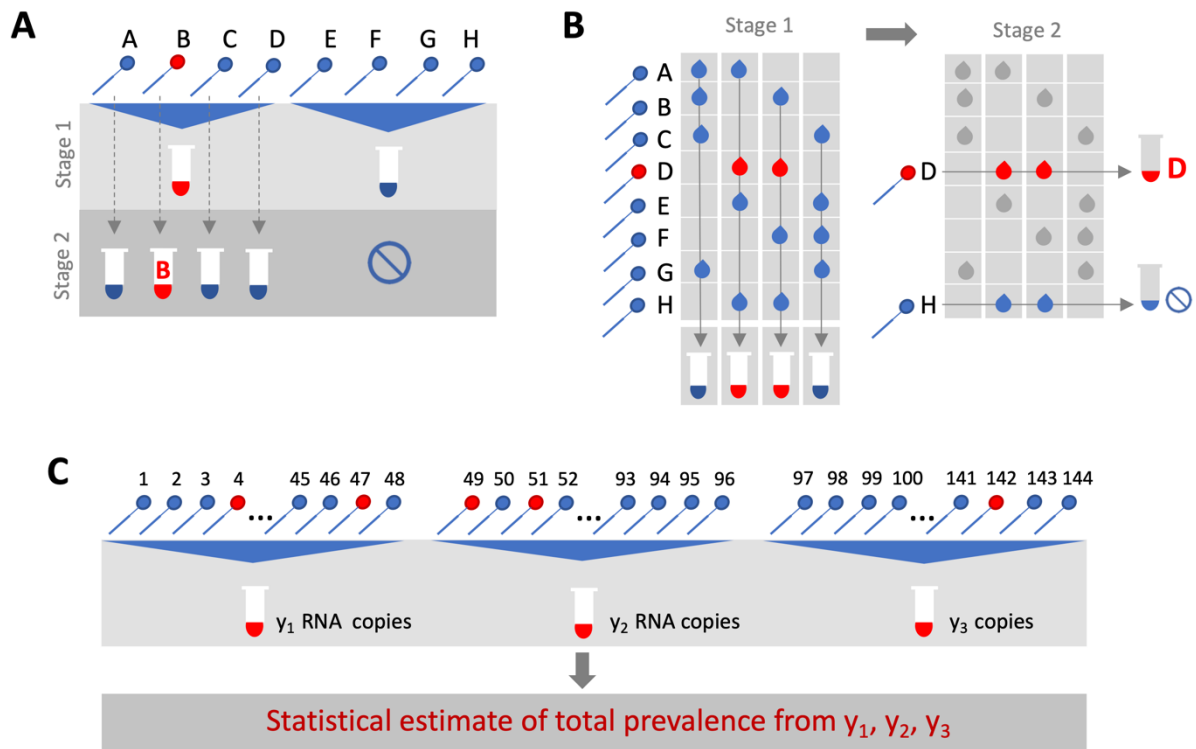 A
A B C D E F G H
Stage 1
Stage 2
B
B
Stage 1
Stage 2
A
B
C
D
E
F
G
H
D
D
H
C
1 2 3 4 ... 45 46 47 48 49 50 51 52 ... 93 94 95 96 97 98 99 100 ... 141 142 143 144
y₁ RNA copies
y₂ RNA copies
y₃ copies
Statistical estimate of total prevalence from y₁, y₂, y₃